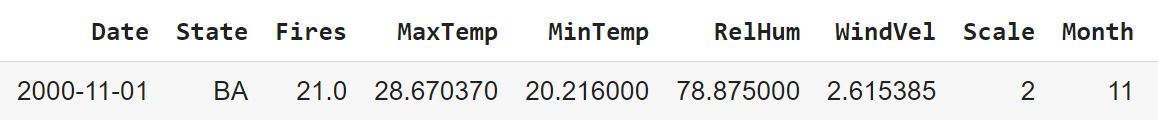 Date State Fires MaxTemp MinTemp RelHum WindVel Scale Month
2000-11-01 BA 21.0 28.670370 20.216000 78.875000 2.615385 2 11